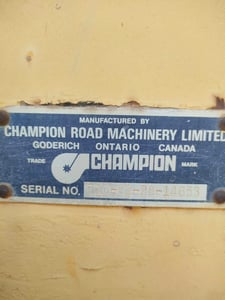 MANUFACTURED BY
CHAMPION ROAD MACHINERY LIMITED
GODERICH ONTARIO CANADA
TRADE CHAMPION MARK
SERIAL NO.